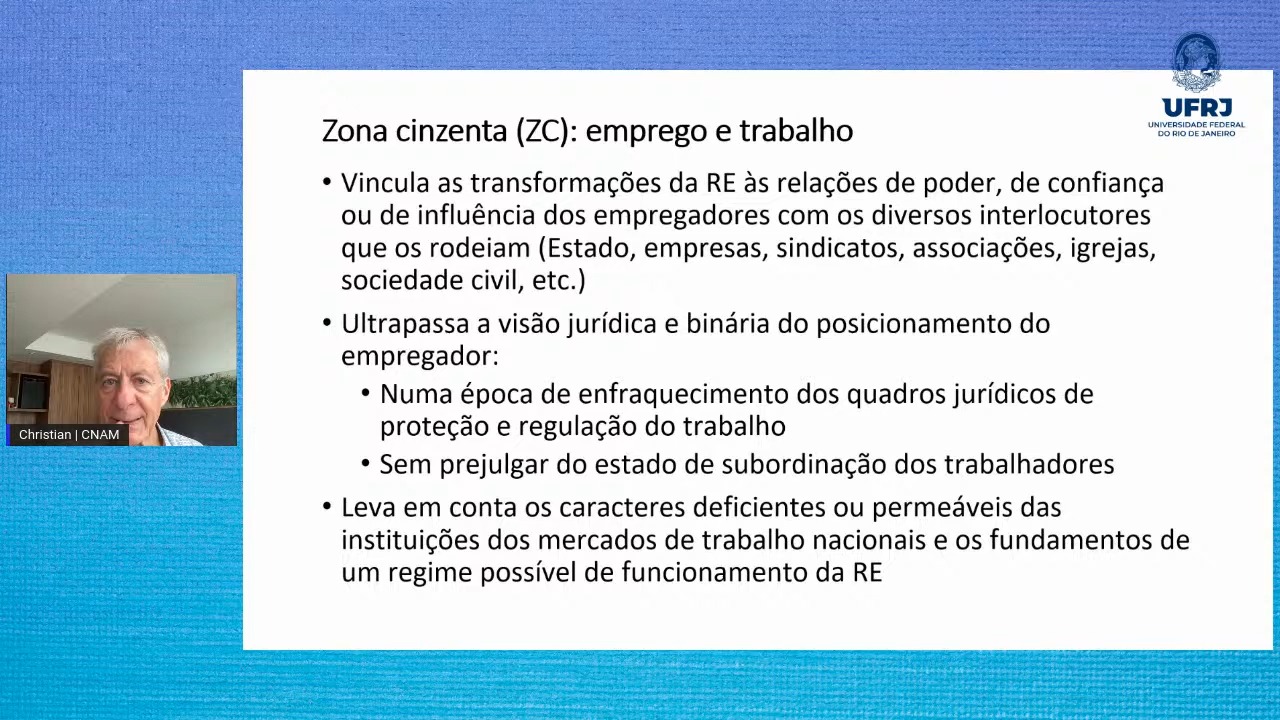 UFRJ
UNIVERSIDADE FEDERAL
DO RIO DE JANEIRO
Zona cinzenta (ZC): emprego e trabalho
• Vincula as transformações da RE às relações de poder, de confiança
ou de influência dos empregadores com os diversos interlocutores
que os rodeiam (Estado, empresas, sindicatos, associações, igrejas,
sociedade civil, etc.)
• Ultrapassa a visão jurídica e binária do posicionamento do
empregador:
• Numa época de enfraquecimento dos quadros jurídicos de
proteção e regulação do trabalho
• Sem prejulgar do estado de subordinação dos trabalhadores
• Leva em conta os caracteres deficientes ou permeáveis das
instituições dos mercados de trabalho nacionais e os fundamentos de
um regime possível de funcionamento da RE
Christian | CNAM